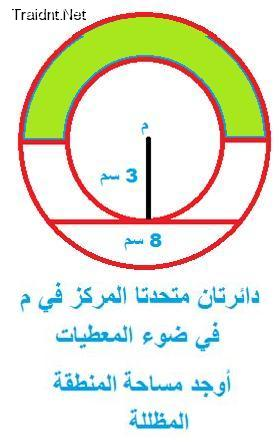 Traidnt.Net
م
3 سم
8 سم
دائرتان متحدتا المركز في م
في ضوء المعطيات
أوجد مساحة المنطقة
المظللة